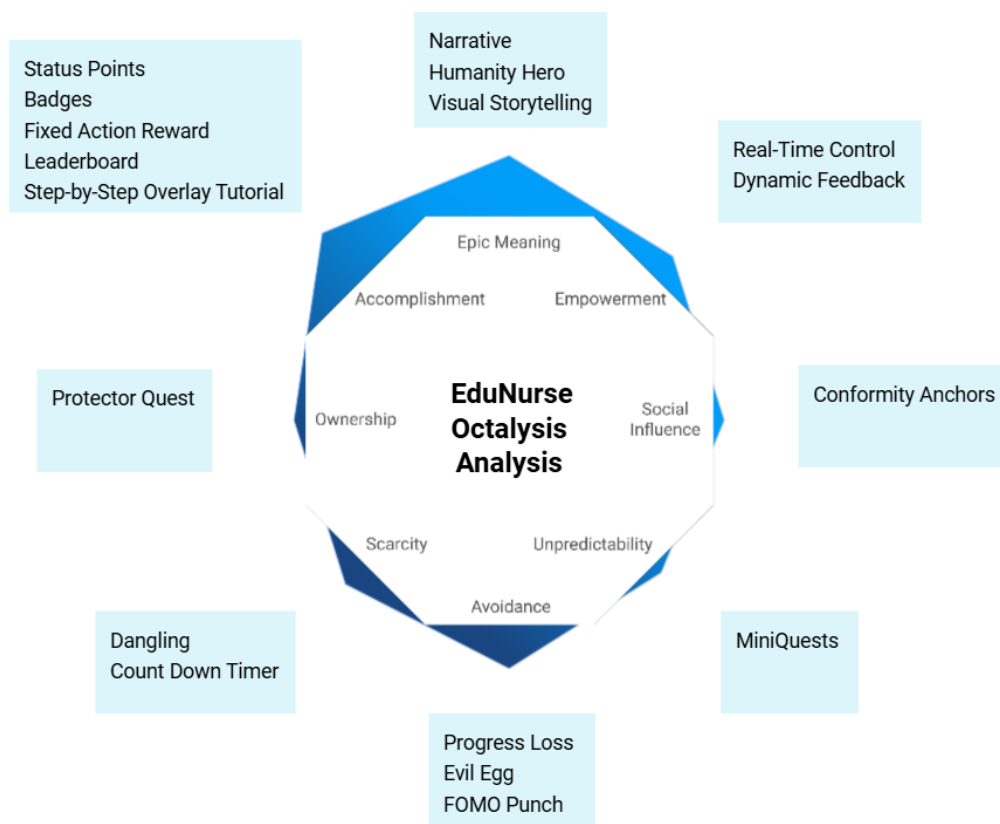 Narrative
Humanity Hero
Visual Storytelling
Status Points
Badges
Fixed Action Reward
Leaderboard
Step-by-Step Overlay Tutorial
Real-Time Control
Dynamic Feedback
Epic Meaning
Accomplishment
Empowerment
Protector Quest
Ownership
EduNurse
Octalysis
Analysis
Social
Influence
Conformity Anchors
Scarcity
Unpredictability
Avoidance
Dangling
Count Down Timer
MiniQuests
Progress Loss
Evil Egg
FOMO Punch